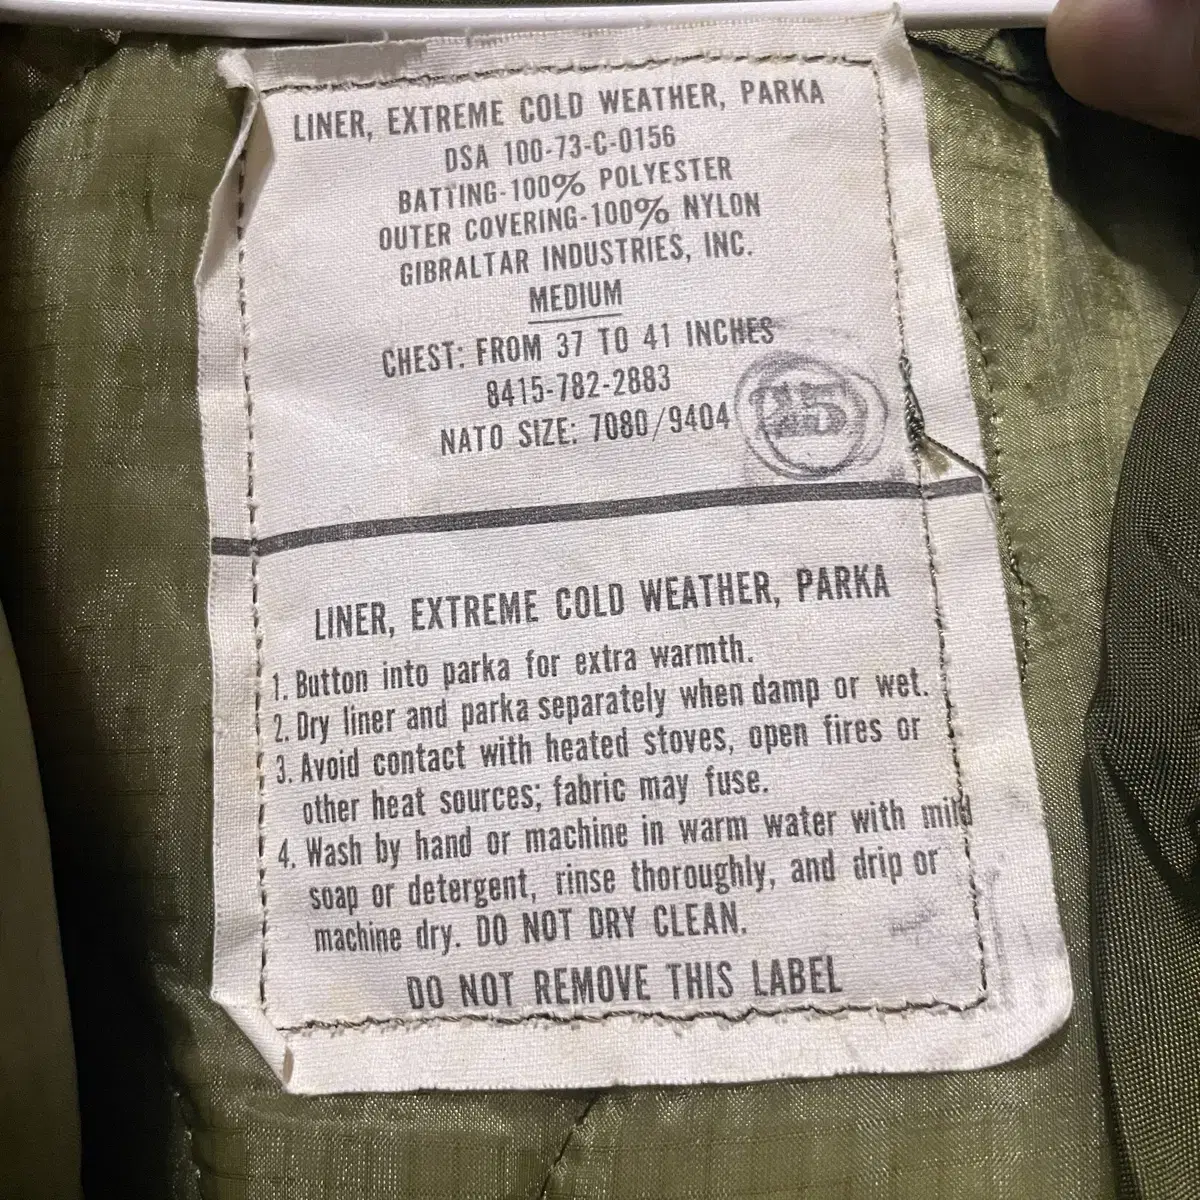 LINER, EXTREME COLD WEATHER, PARKA
DSA 100-73-C-0156
BATTING-100% POLYESTER
OUTER COVERING-100% NYLON
GIBRALTAR INDUSTRIES, INC.
MEDIUM
CHEST: FROM 37 TO 41 INCHES
8415-782-2883
NATO SIZE: 7080/9404
25
LINER, EXTREME COLD WEATHER, PARKA
1. Button into parka for extra warmth.
2. Dry liner and parka separately when damp or wet.
3. Avoid contact with heated stoves, open fires or
other heat sources; fabric may fuse.
4. Wash by hand or machine in warm water with mild
soap or detergent, rinse thoroughly, and drip or
machine dry. DO NOT DRY CLEAN.
DO NOT REMOVE THIS LABEL